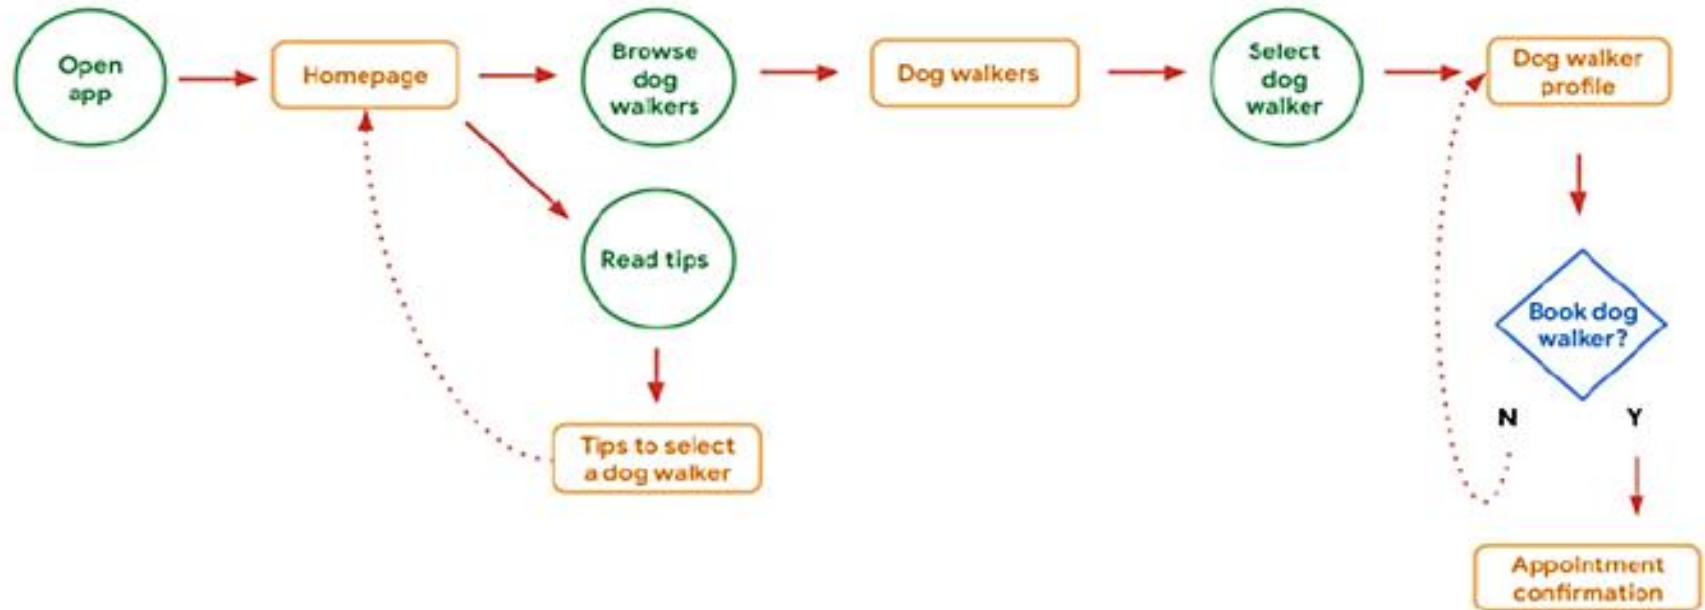 Open
app
Homepage
Browse
dog
walkers
Dog walkers
Select
dog
walker
Dog walker
profile
Read tips
Tips to select
a dog walker
Book dog
walker?
N
Y
Appointment
confirmation